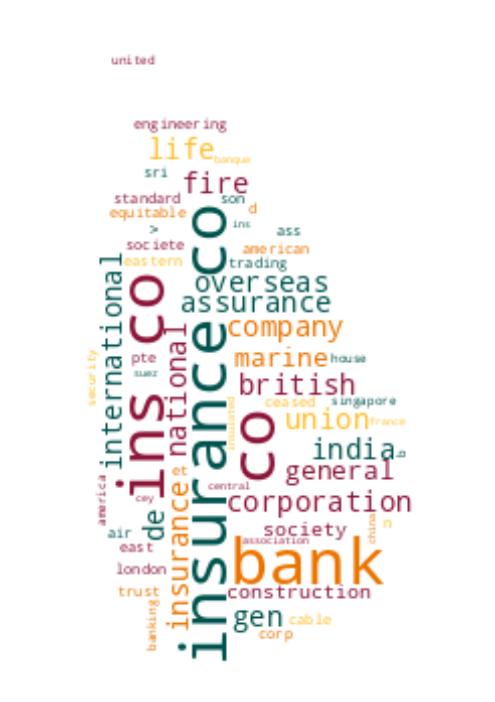 united
engineering
life
banque
sri
fire
standard
son
equitable
d
ins
>
ass
societe
american
eastern
trading
overseas
assurance
international
ins co
insurance co
company
national
marine
house
pte
suez
security
british
ceased
singapore
co
union
france
insulated
india
b
general
et
central
america
cey
corporation
de
insurance
n
china
air
society
association
east
bank
london
trust
construction
banking
gen
cable
corp